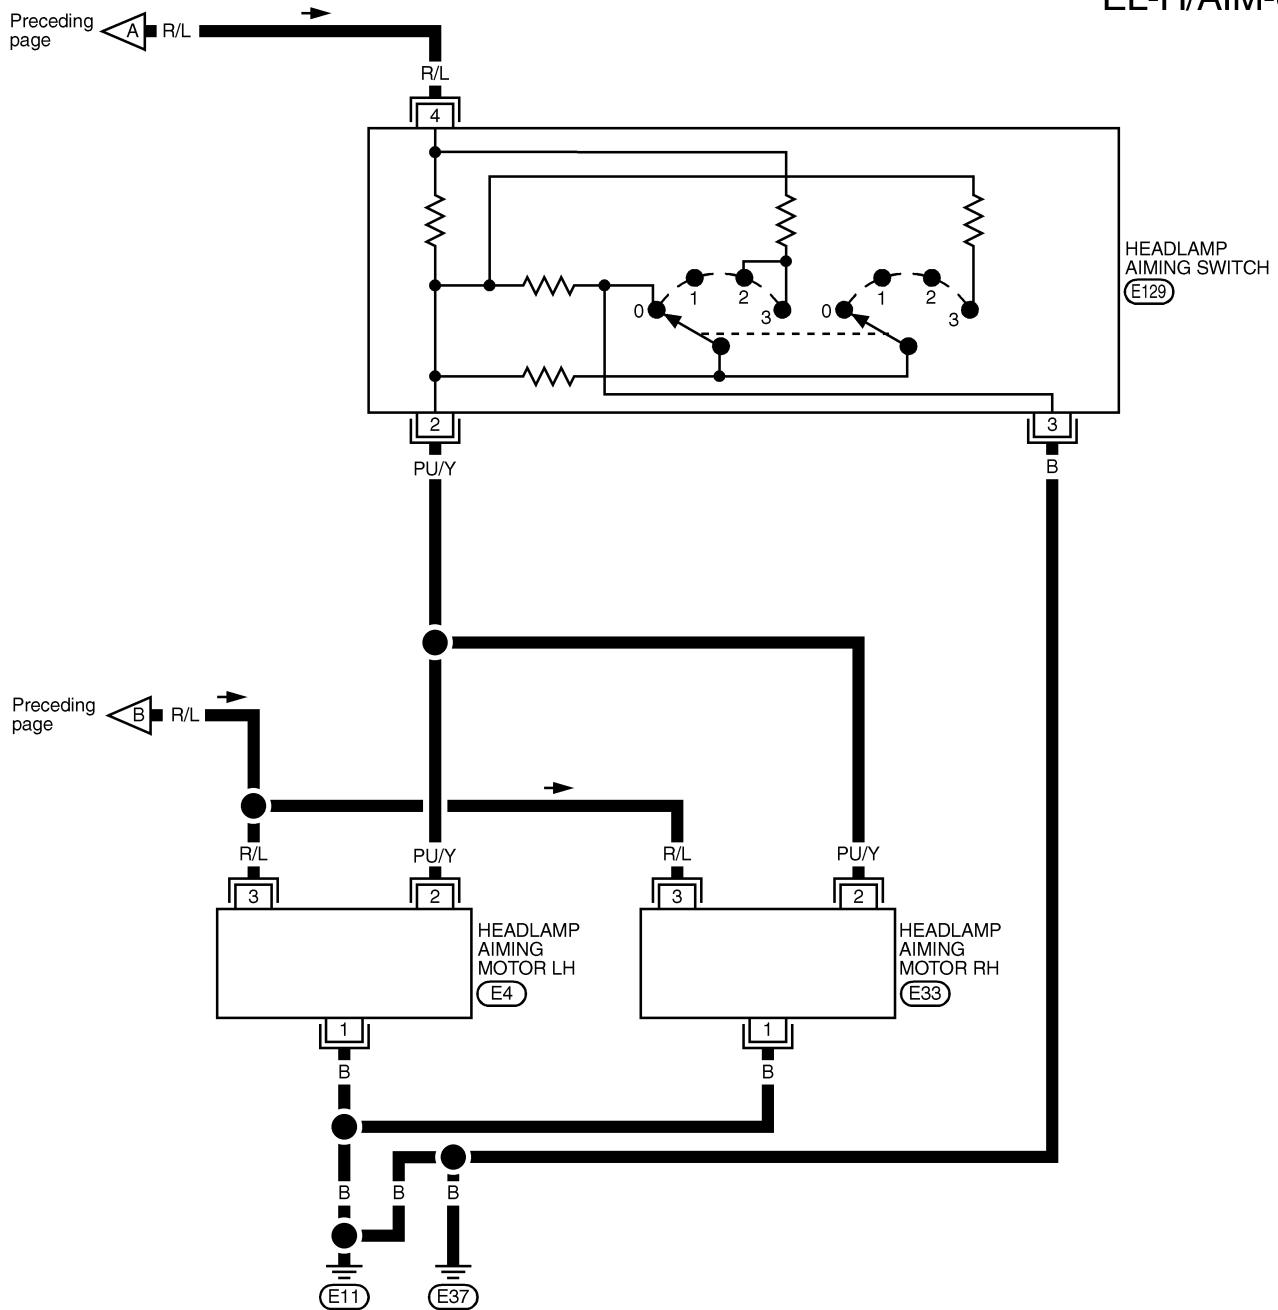 Preceding
page
A
R/L
R/L
4
HEADLAMP
AIMING SWITCH
E129
0
1
2
3
0
1
2
3
2
3
PU/Y
B
Preceding
page
B
R/L
R/L
PU/Y
R/L
PU/Y
3
2
3
2
HEADLAMP
AIMING
MOTOR LH
E4
HEADLAMP
AIMING
MOTOR RH
E33
1
1
B
B
B
B
B
E11
E37